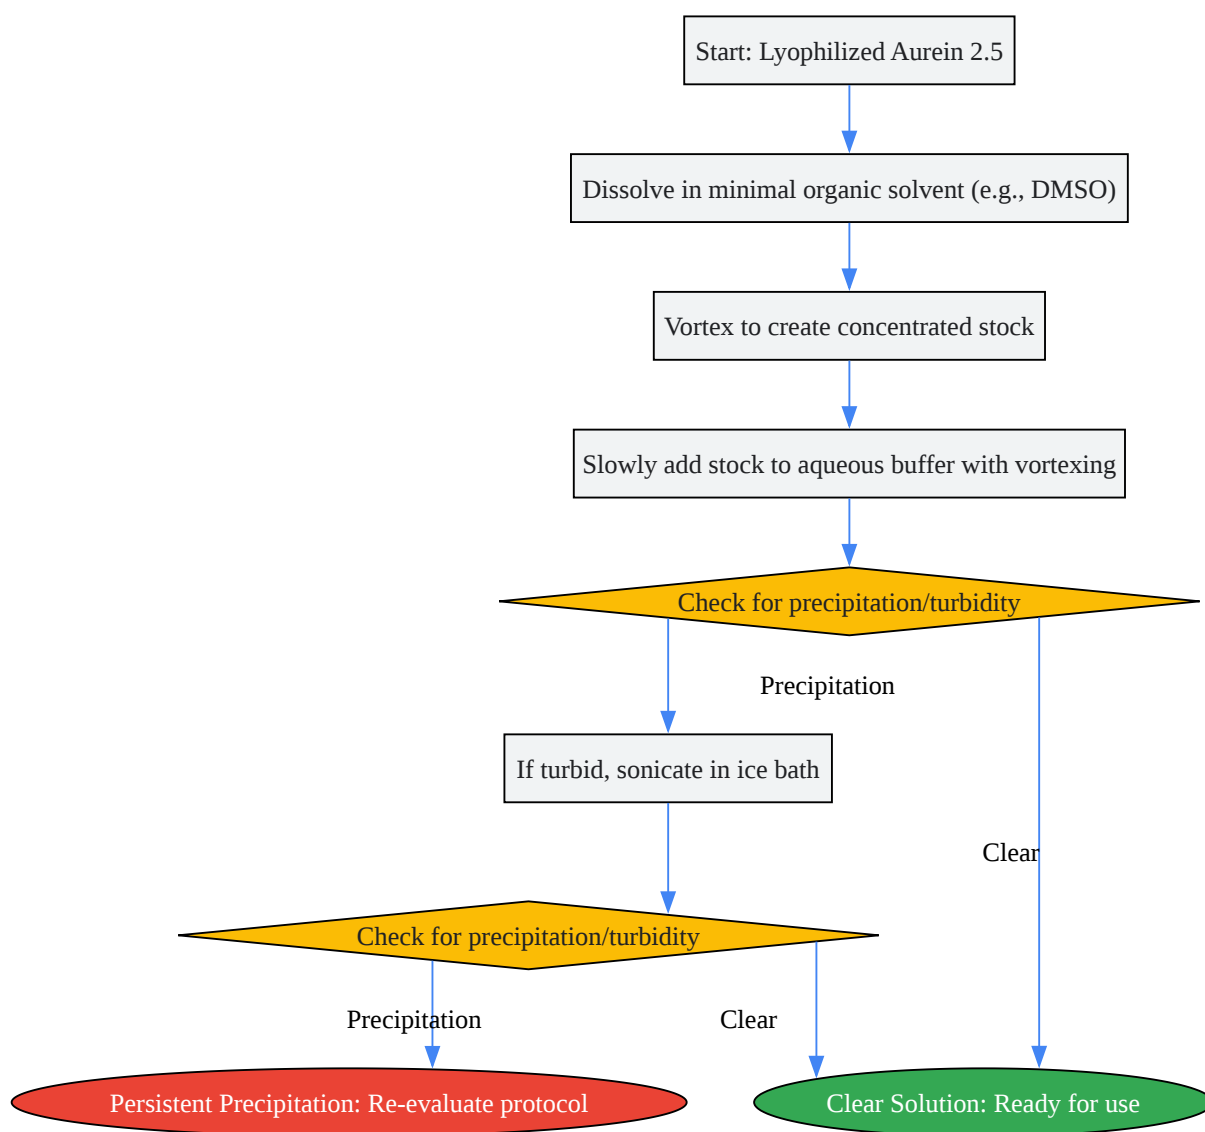 Start: Lyophilized Aurein 2.5
Dissolve in minimal organic solvent (e.g., DMSO)
Vortex to create concentrated stock
Slowly add stock to aqueous buffer with vortexing
Check for precipitation/turbidity
Precipitation
If turbid, sonicate in ice bath
Clear
Check for precipitation/turbidity
Precipitation
Clear
Persistent Precipitation: Re-evaluate protocol
Clear Solution: Ready for use